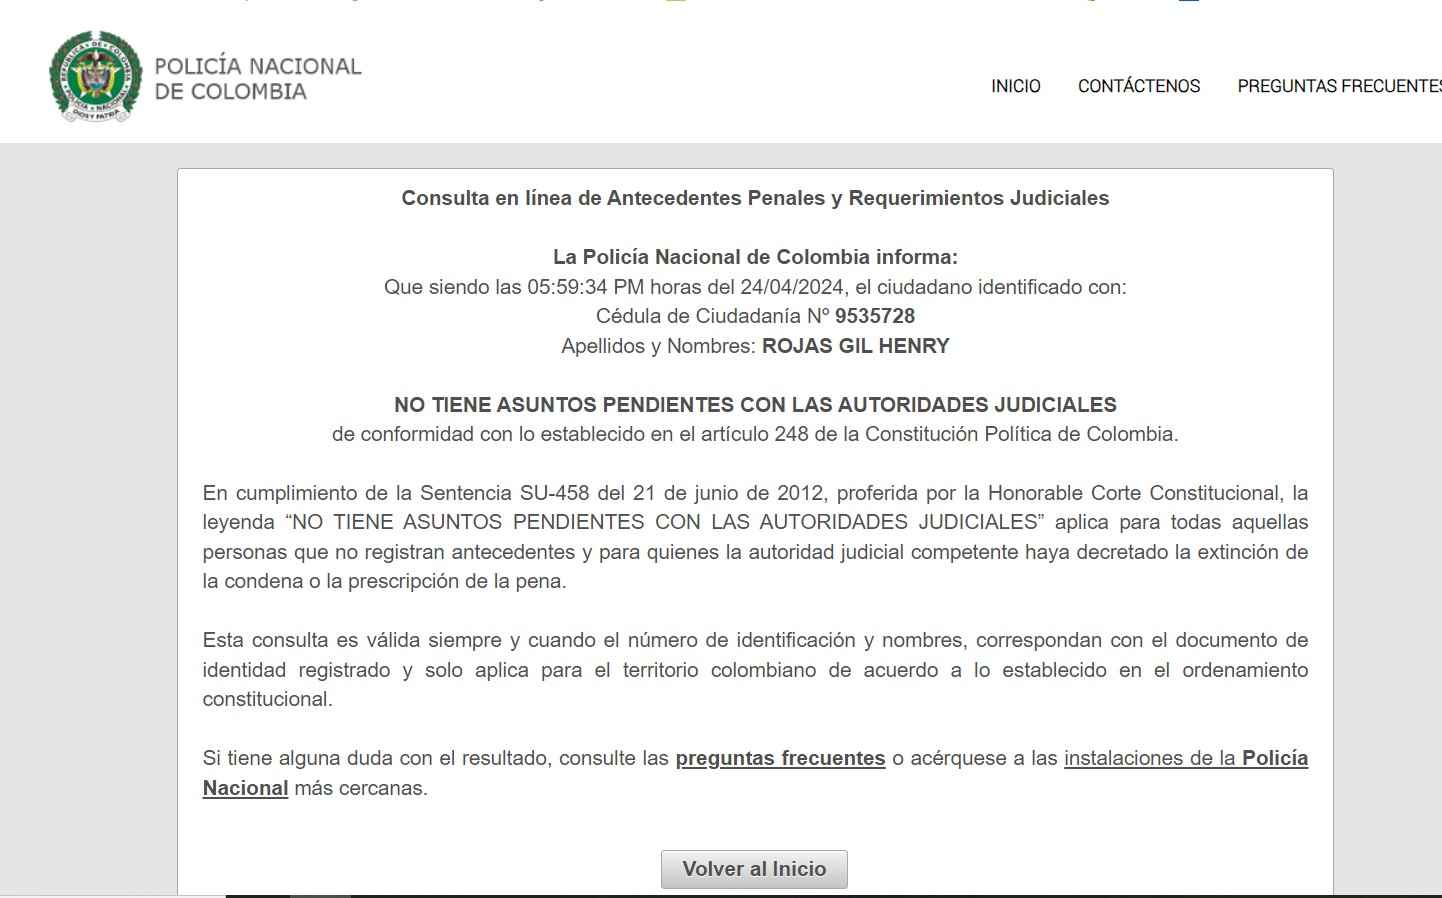 POLICÍA NACIONAL
DE COLOMBIA
INICIO CONTÁCTENOS PREGUNTAS FRECUENTES
Consulta en línea de Antecedentes Penales y Requerimientos Judiciales
La Policía Nacional de Colombia informa:
Que siendo las 05:59:34 PM horas del 24/04/2024, el ciudadano identificado con:
Cédula de Ciudadanía Nº 9535728
Apellidos y Nombres: ROJAS GIL HENRY
NO TIENE ASUNTOS PENDIENTES CON LAS AUTORIDADES JUDICIALES
de conformidad con lo establecido en el artículo 248 de la Constitución Política de Colombia.
En cumplimiento de la Sentencia SU-458 del 21 de junio de 2012, proferida por la Honorable Corte Constitucional, la
leyenda “NO TIENE ASUNTOS PENDIENTES CON LAS AUTORIDADES JUDICIALES” aplica para todas aquellas
personas que no registran antecedentes y para quienes la autoridad judicial competente haya decretado la extinción de
la condena o la prescripción de la pena.
Esta consulta es válida siempre y cuando el número de identificación y nombres, correspondan con el documento de
identidad registrado y solo aplica para el territorio colombiano de acuerdo a lo establecido en el ordenamiento
constitucional.
Si tiene alguna duda con el resultado, consulte las preguntas frecuentes o acérquese a las instalaciones de la Policía
Nacional más cercanas.
Volver al Inicio